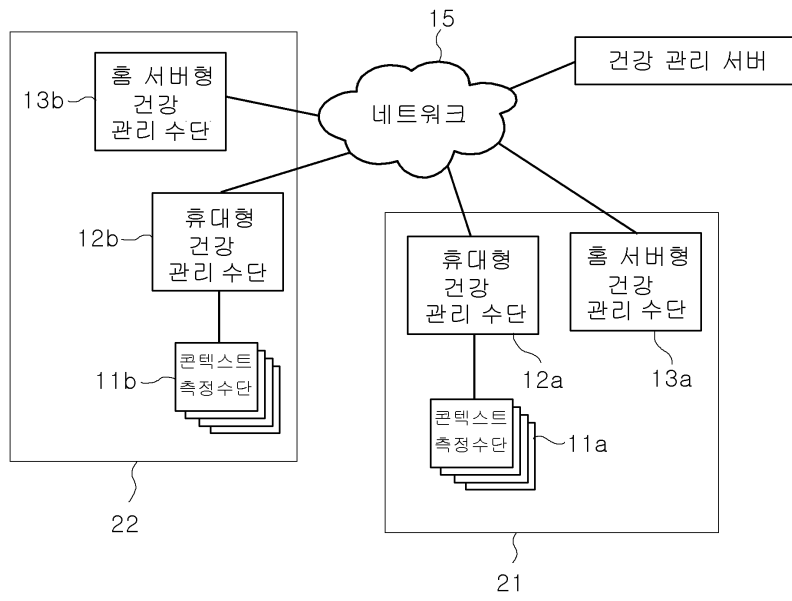 15
건강 관리 서버
네트워크
홈 서버형
건강
관리 수단
13b
휴대형
건강
관리 수단
12b
콘텍스트
측정수단
11b
22
휴대형
건강
관리 수단
12a
홈 서버형
건강
관리 수단
13a
콘텍스트
측정수단
11a
21